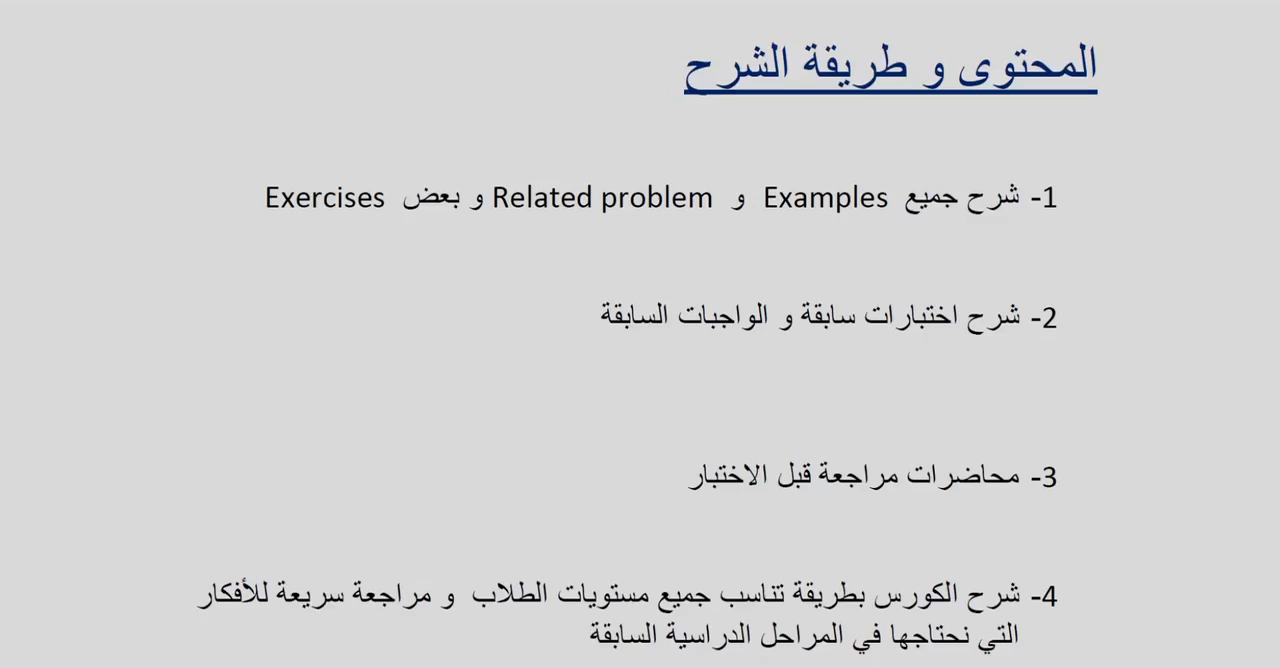 المحتوى و طريقة الشرح
1- شرح جميع Examples و Related problem و بعض Exercises
2- شرح اختبارات سابقة و الواجبات السابقة
3- محاضرات مراجعة قبل الاختبار
4- شرح الكورس بطريقة تناسب جميع مستويات الطلاب و مراجعة سريعة للأفكار
التي نحتاجها في المراحل الدراسية السابقة